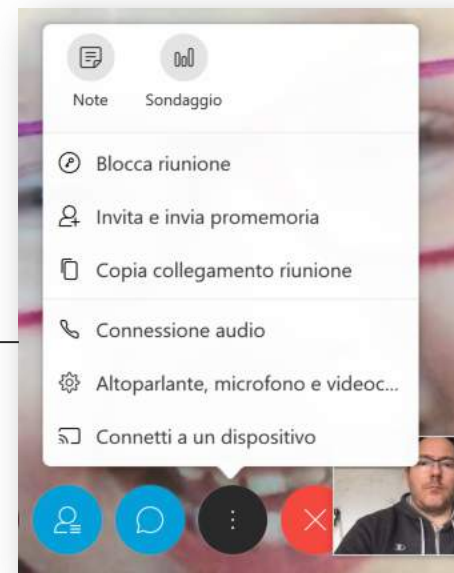 Note Sondaggio
Blocca riunione
Invita e invia promemoria
Copia collegamento riunione
Connessione audio
Altoparlante, microfono e videoc...
Connetti a un dispositivo